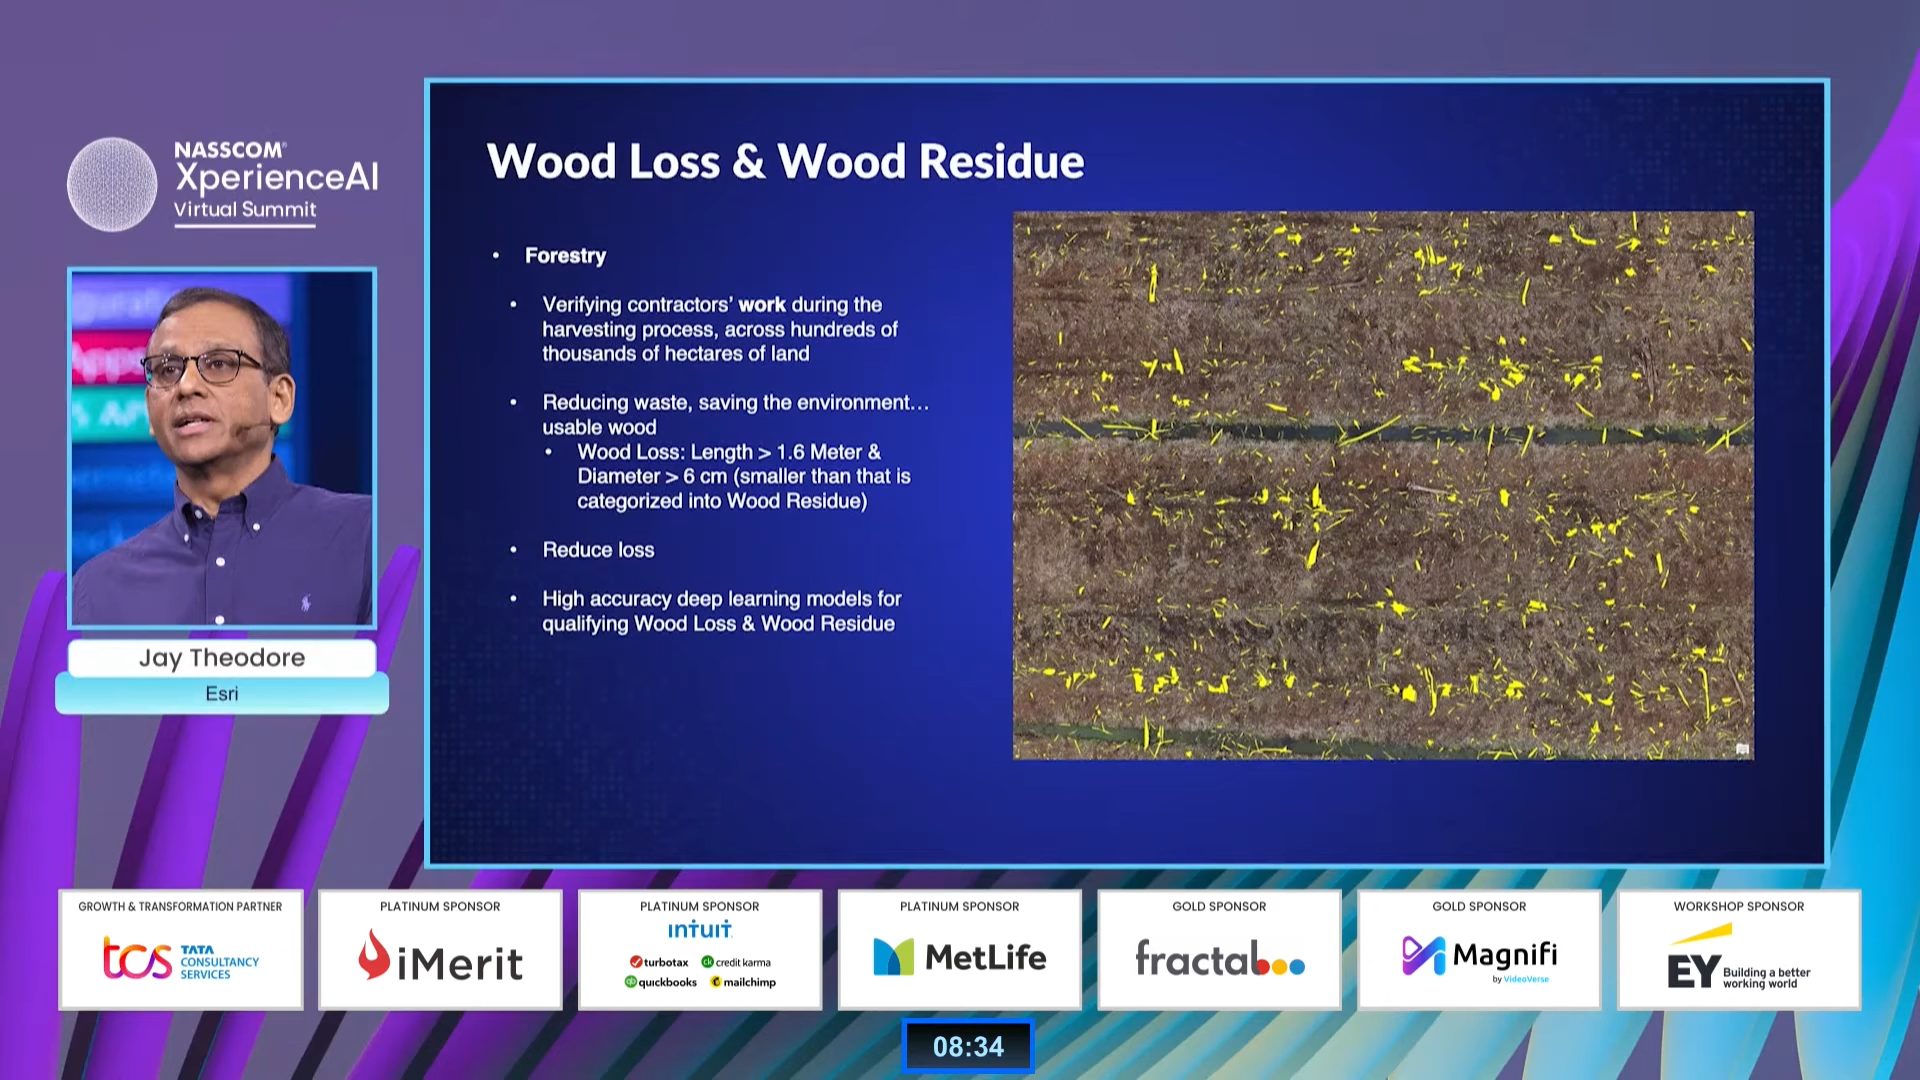 NASSCOM®
XperienceAI
Virtual Summit
Jay Theodore
Esri
Wood Loss & Wood Residue
• Forestry
• Verifying contractors’ work during the
harvesting process, across hundreds of
thousands of hectares of land
• Reducing waste, saving the environment…
usable wood
• Wood Loss: Length > 1.6 Meter &
Diameter > 6 cm (smaller than that is
categorized into Wood Residue)
• Reduce loss
• High accuracy deep learning models for
qualifying Wood Loss & Wood Residue
GROWTH & TRANSFORMATION PARTNER
tcs TATA
CONSULTANCY
SERVICES
PLATINUM SPONSOR
iMerit
PLATINUM SPONSOR
INTUIT
turbotax ck credit karma
qb quickbooks mailchimp
PLATINUM SPONSOR
MetLife
GOLD SPONSOR
fractal
GOLD SPONSOR
Magnifi
by VideoVerse
WORKSHOP SPONSOR
EY Building a better
working world
08:34